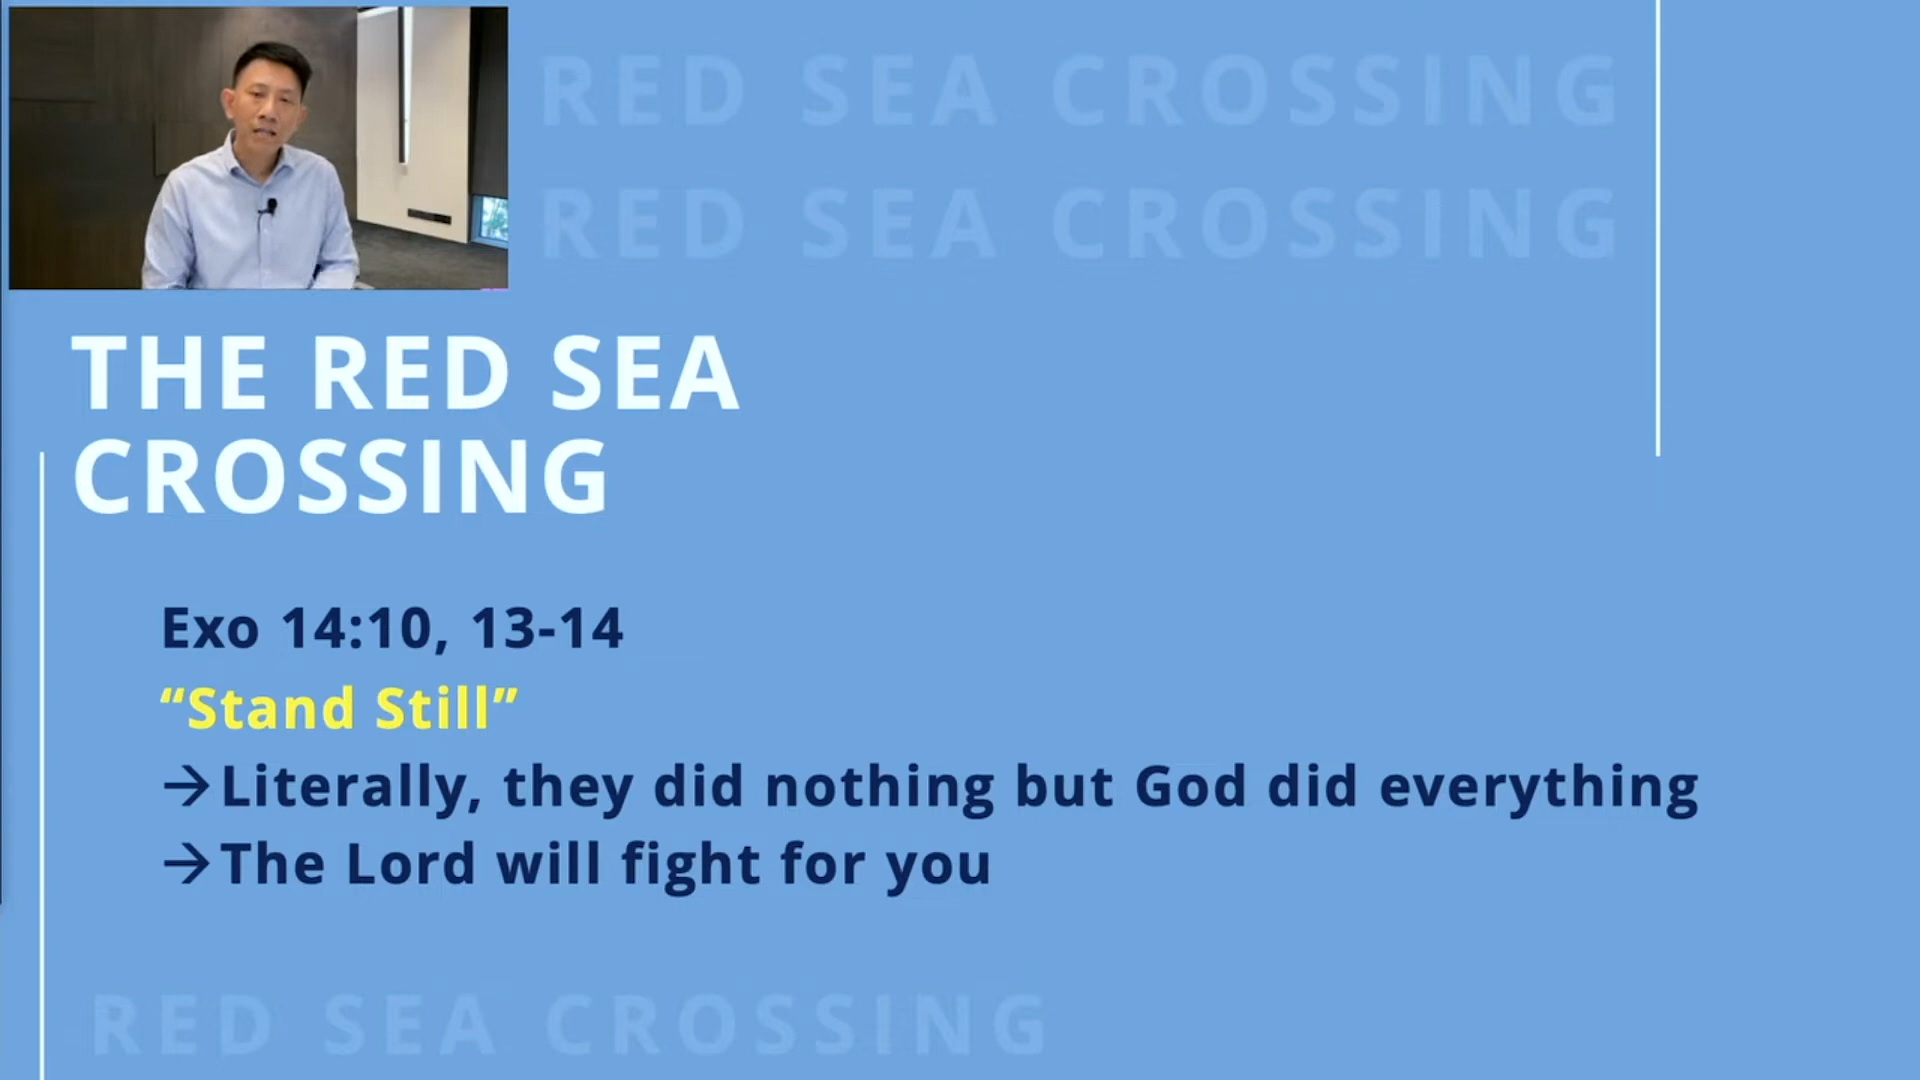 RED SEA CROSSING
RED SEA CROSSING
THE RED SEA
CROSSING
Exo 14:10, 13-14
“Stand Still”
→Literally, they did nothing but God did everything
→The Lord will fight for you
RED SEA CROSSING